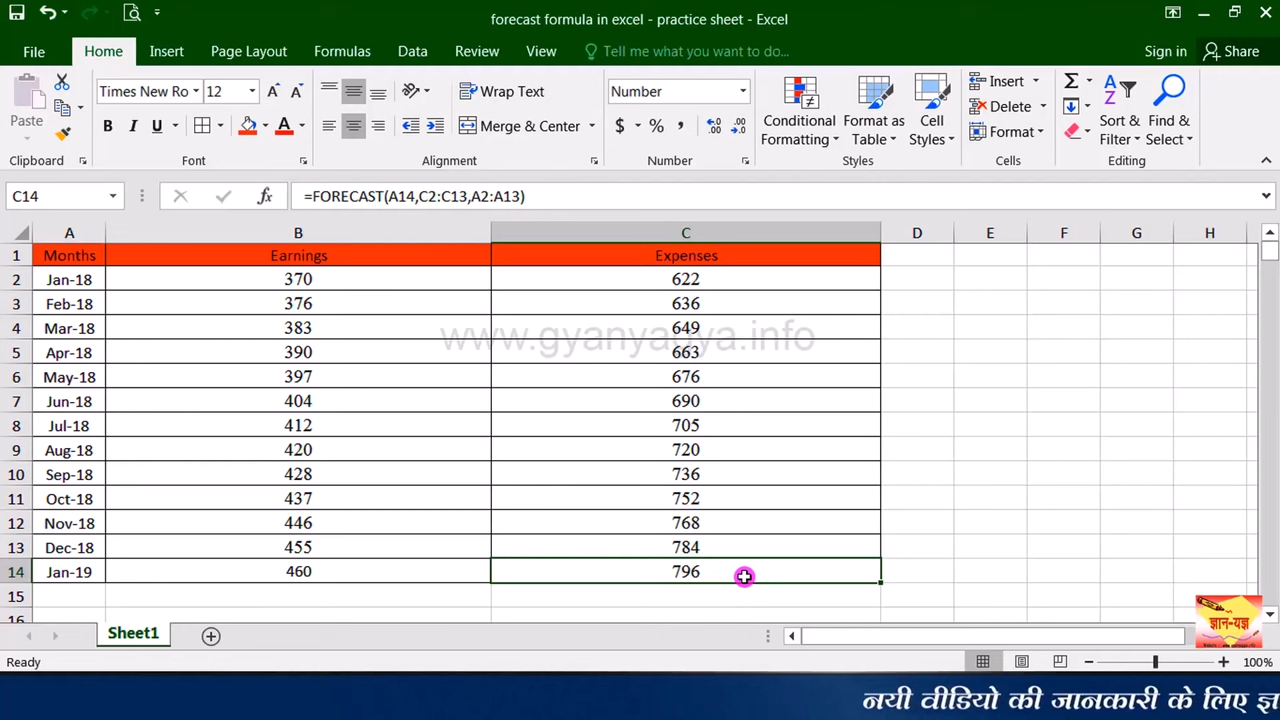 forecast formula in excel - practice sheet - Excel
File Home Insert Page Layout Formulas Data Review View Tell me what you want to do... Sign in Share
Paste
Times New Ro 12
B I U A
Wrap Text
Merge & Center
Number
$ % ,
Conditional Formatting
Format as Table
Cell Styles
Insert
Delete
Format
Sort & Filter
Find & Select
Clipboard Font Alignment Number Styles Cells Editing
C14 fx =FORECAST(A14,C2:C13,A2:A13)
A B C D E F G H
1 Months Earnings Expenses
2 Jan-18 370 622
3 Feb-18 376 636
4 Mar-18 383 649
www.gyanyagya.info
5 Apr-18 390 663
6 May-18 397 676
7 Jun-18 404 690
8 Jul-18 412 705
9 Aug-18 420 720
10 Sep-18 428 736
11 Oct-18 437 752
12 Nov-18 446 768
13 Dec-18 455 784
14 Jan-19 460 796
15
16
ज्ञान-यज्ञ
Sheet1
Ready 100%
नयी वीडियो की जानकारी के लिए ज्ञ